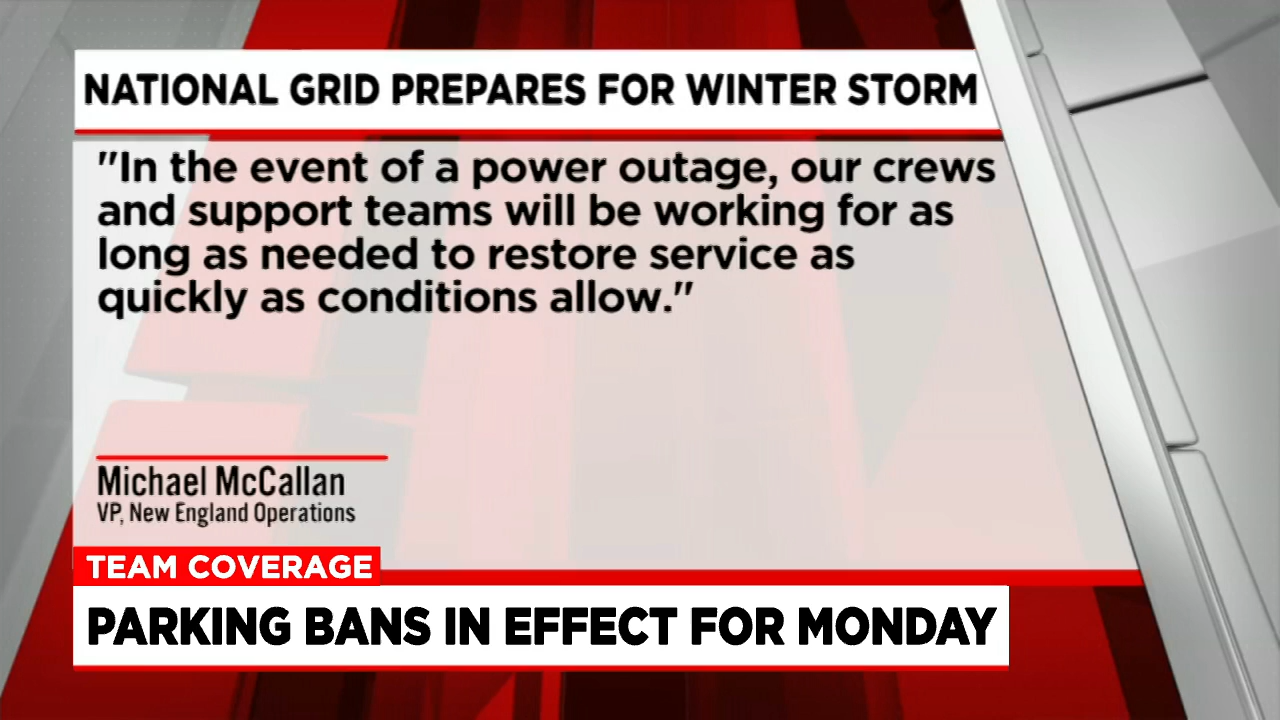 NATIONAL GRID PREPARES FOR WINTER STORM
"In the event of a power outage, our crews
and support teams will be working for as
long as needed to restore service as
quickly as conditions allow."
Michael McCallan
VP, New England Operations
TEAM COVERAGE
PARKING BANS IN EFFECT FOR MONDAY